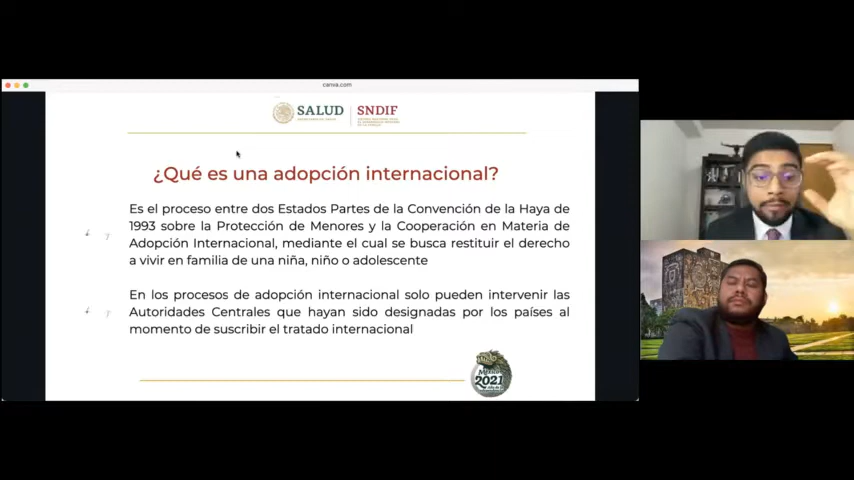 canva.com
SALUD
SNDIF
¿Qué es una adopción internacional?
Es el proceso entre dos Estados Partes de la Convención de la Haya de
1993 sobre la Protección de Menores y la Cooperación en Materia de
Adopción Internacional, mediante el cual se busca restituir el derecho
a vivir en familia de una niña, niño o adolescente
En los procesos de adopción internacional solo pueden intervenir las
Autoridades Centrales que hayan sido designadas por los países al
momento de suscribir el tratado internacional
México
2021